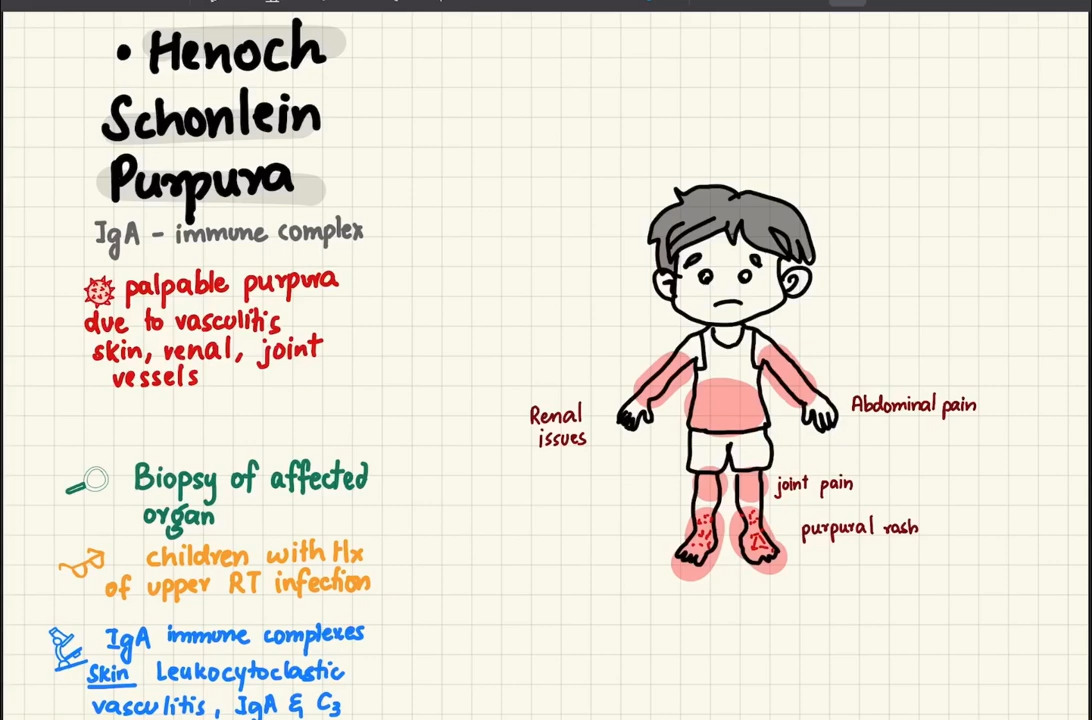 • Henoch
Schonlein
Purpura
IgA - immune complex
palpable purpura
due to vasculitis
skin, renal, joint
vessels
Biopsy of affected
organ
children with Hx
of upper RT infection
IgA immune complexes
Skin Leukocytoclastic
vasculitis, IgA & C3
Renal
issues
Abdominal pain
joint pain
purpural rash